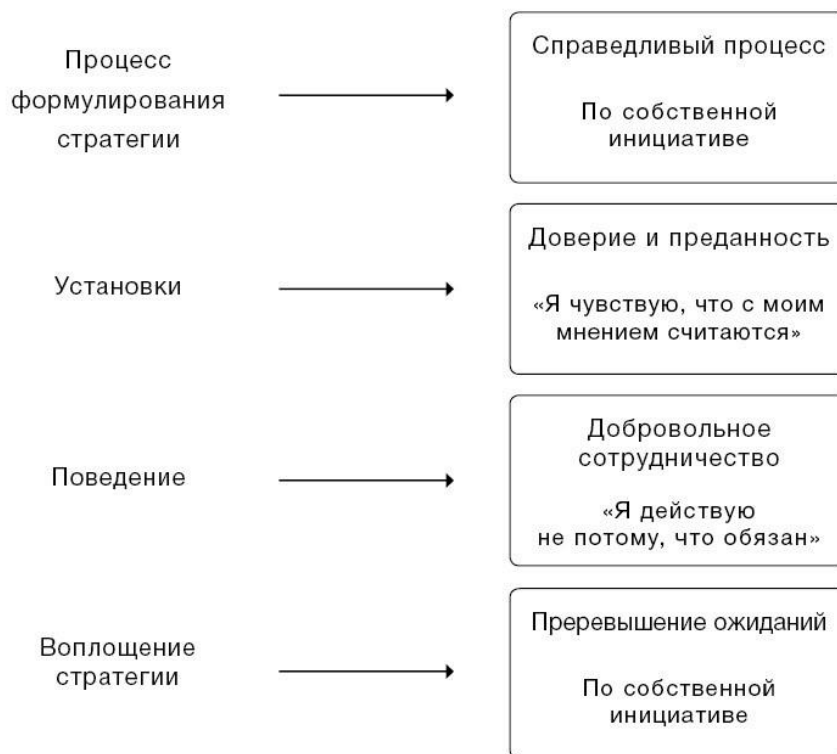 Процесс
формулирования
стратегии
Справедливый процесс
По собственной
инициативе
Установки
Доверие и преданность
«Я чувствую, что с моим
мнением считаются»
Поведение
Добровольное
сотрудничество
«Я действую
не потому, что обязан»
Воплощение
стратегии
Преревышение ожиданий
По собственной
инициативе